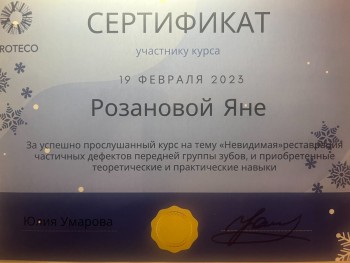 СЕРТИФИКАТ
ROTECO
участнику курса
19 ФЕВРАЛЯ 2023
Розановой Яне
За успешно прослушанный курс на тему «Невидимая»реставрация
частичных дефектов передней группы зубов, и приобретенные
теоретические и практические навыки
Юлия Умарова